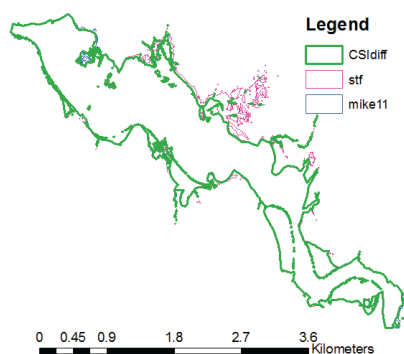 Legend
CSIdiff
stf
mike11
0 0.45 0.9 1.8 2.7 3.6
Kilometers